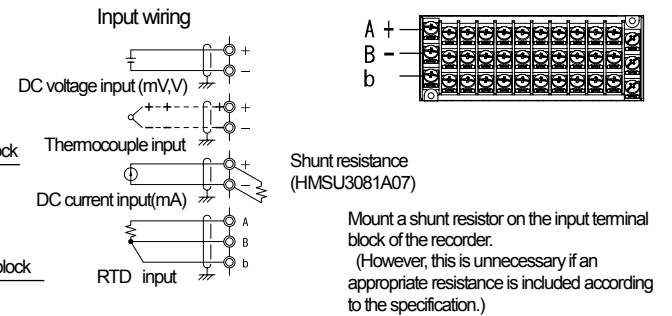 Input wiring
+
−
DC voltage input (mV,V)
+ +
+ +
− −
−
Thermocouple input
ock
+
−
DC current input(mA)
A
B
b
block
RTD input
A +
B −
b
Shunt resistance
(HMSU3081A07)
Mount a shunt resistor on the input terminal
block of the recorder.
(However, this is unnecessary if an
appropriate resistance is included according
to the specification.)